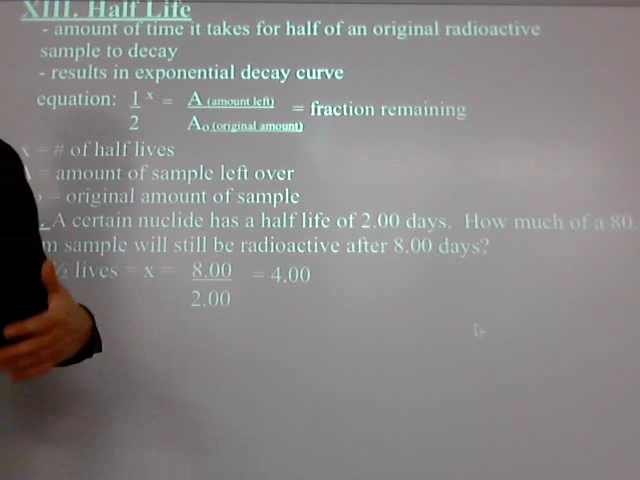 XIII. Half Life
- amount of time it takes for half of an original radioactive
sample to decay
- results in exponential decay curve
equation: 1 x = A (amount left) = fraction remaining
2 Ao (original amount)
x = # of half lives
= amount of sample left over
= original amount of sample
. A certain nuclide has a half life of 2.00 days. How much of a 80.
m sample will still be radioactive after 8.00 days?
½ lives = x = 8.00 = 4.00
2.00